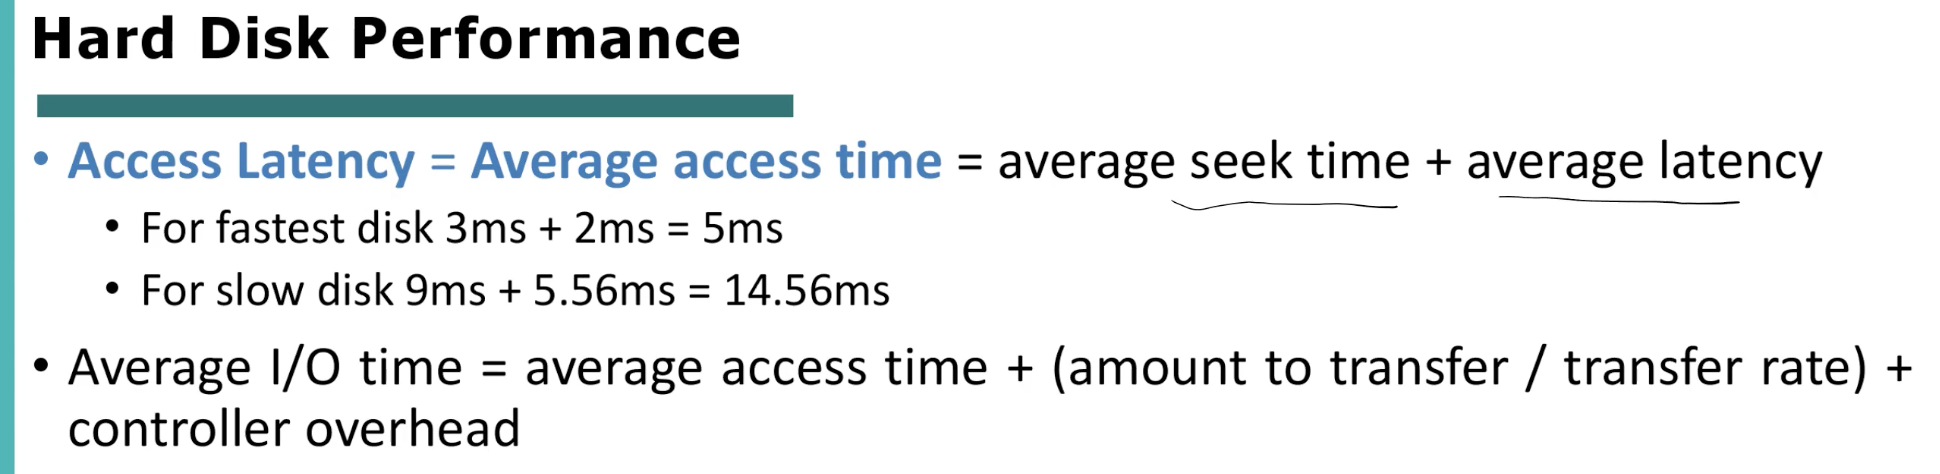 Hard Disk Performance
• Access Latency = Average access time = average seek time + average latency
• For fastest disk 3ms + 2ms = 5ms
• For slow disk 9ms + 5.56ms = 14.56ms
• Average I/O time = average access time + (amount to transfer / transfer rate) +
controller overhead